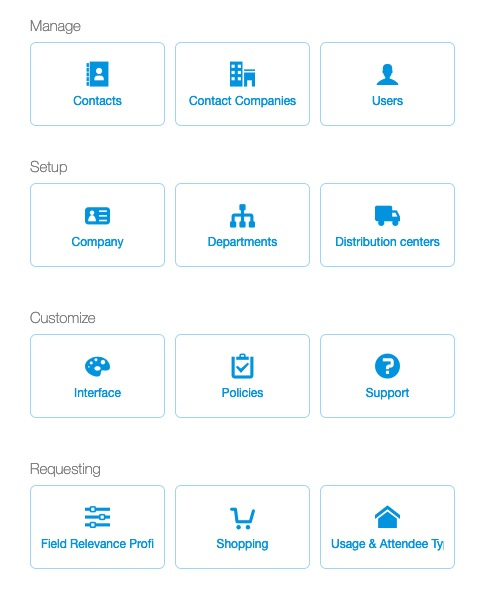 Manage
Contacts
Contact Companies
Users
Setup
Company
Departments
Distribution centers
Customize
Interface
Policies
Support
Requesting
Field Relevance Profi
Shopping
Usage & Attendee Ty